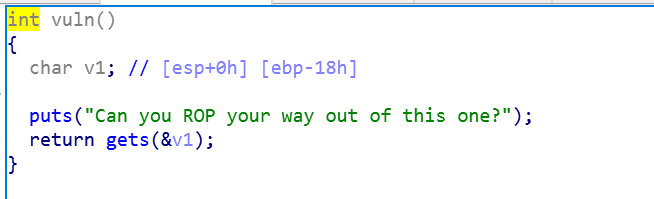 int vuln()
{
char v1; // [esp+0h] [ebp-18h]
puts("Can you ROP your way out of this one?");
return gets(&v1);
}